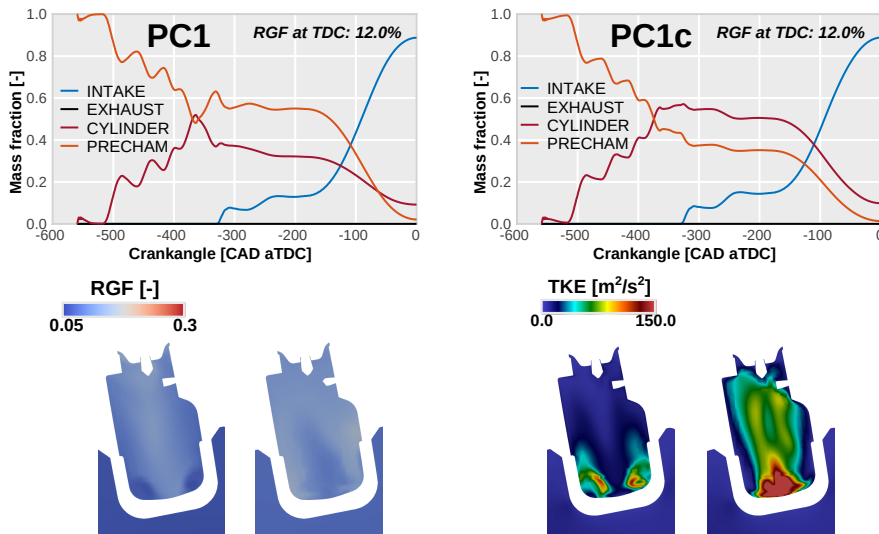 PC1
RGF at TDC: 12.0%
Mass fraction [-]
1.0
0.8
0.6
0.4
0.2
0.0
INTAKE
EXHAUST
CYLINDER
PRECHAM
-600 -500 -400 -300 -200 -100 0
Crankangle [CAD aTDC]
PC1c
RGF at TDC: 12.0%
Mass fraction [-]
1.0
0.8
0.6
0.4
0.2
0.0
INTAKE
EXHAUST
CYLINDER
PRECHAM
-600 -500 -400 -300 -200 -100 0
Crankangle [CAD aTDC]
RGF [-]
0.05 0.3
TKE [m²/s²]
0.0 150.0